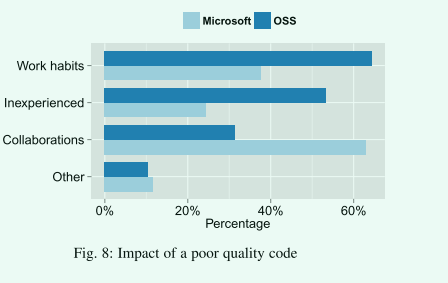 Microsoft OSS
Work habits
Inexperienced
Collaborations
Other
0% 20% 40% 60%
Percentage
Fig. 8: Impact of a poor quality code